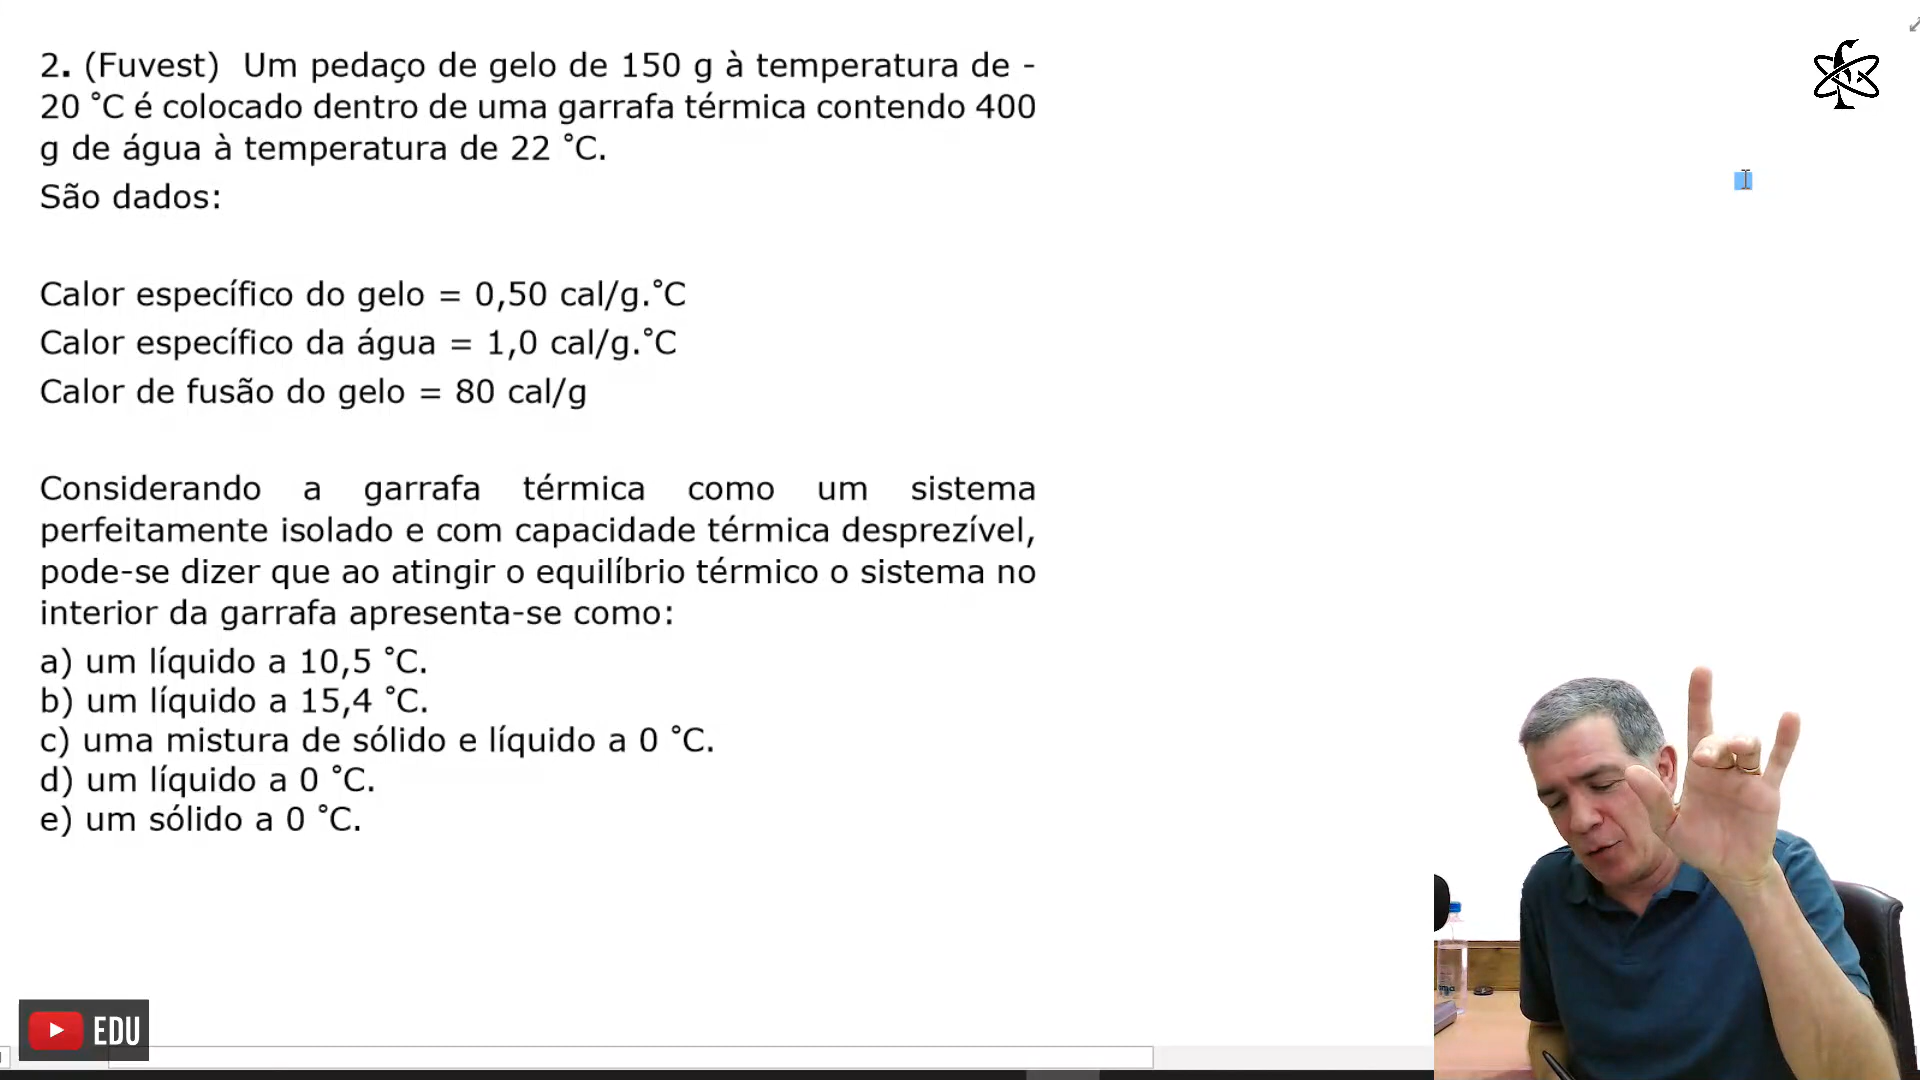 2. (Fuvest) Um pedaço de gelo de 150 g à temperatura de -
20 ˚C é colocado dentro de uma garrafa térmica contendo 400
g de água à temperatura de 22 ˚C.
São dados:
Calor específico do gelo = 0,50 cal/g.˚C
Calor específico da água = 1,0 cal/g.˚C
Calor de fusão do gelo = 80 cal/g
Considerando a garrafa térmica como um sistema
perfeitamente isolado e com capacidade térmica desprezível,
pode-se dizer que ao atingir o equilíbrio térmico o sistema no
interior da garrafa apresenta-se como:
a) um líquido a 10,5 ˚C.
b) um líquido a 15,4 ˚C.
c) uma mistura de sólido e líquido a 0 ˚C.
d) um líquido a 0 ˚C.
e) um sólido a 0 ˚C.
EDU